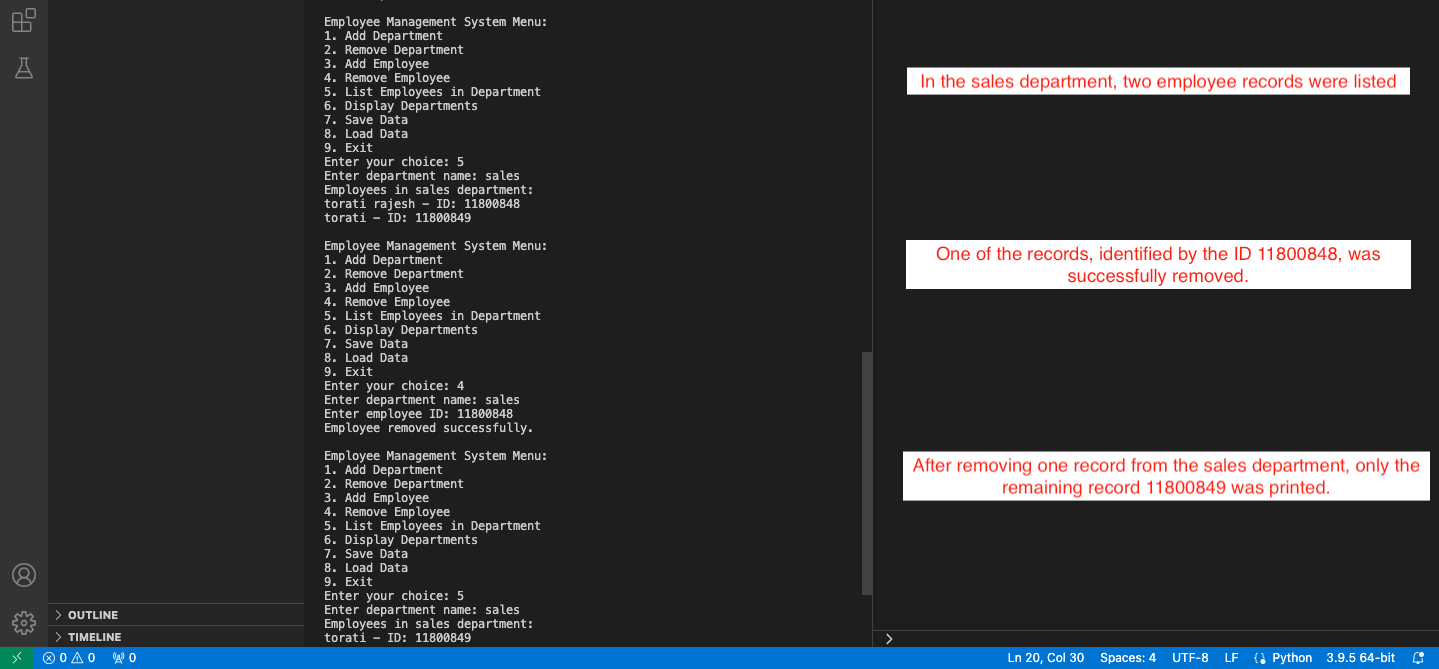 Employee Management System Menu:
1. Add Department
2. Remove Department
3. Add Employee
4. Remove Employee
5. List Employees in Department
6. Display Departments
7. Save Data
8. Load Data
9. Exit
Enter your choice: 5
Enter department name: sales
Employees in sales department:
torati rajesh – ID: 11800848
torati – ID: 11800849
Employee Management System Menu:
1. Add Department
2. Remove Department
3. Add Employee
4. Remove Employee
5. List Employees in Department
6. Display Departments
7. Save Data
8. Load Data
9. Exit
Enter your choice: 4
Enter department name: sales
Enter employee ID: 11800848
Employee removed successfully.
Employee Management System Menu:
1. Add Department
2. Remove Department
3. Add Employee
4. Remove Employee
5. List Employees in Department
6. Display Departments
7. Save Data
8. Load Data
9. Exit
Enter your choice: 5
Enter department name: sales
Employees in sales department:
torati – ID: 11800849
In the sales department, two employee records were listed
One of the records, identified by the ID 11800848, was
successfully removed.
After removing one record from the sales department, only the
remaining record 11800849 was printed.
OUTLINE
TIMELINE
0 0 0
Ln 20, Col 30 Spaces: 4 UTF-8 LF Python 3.9.5 64-bit